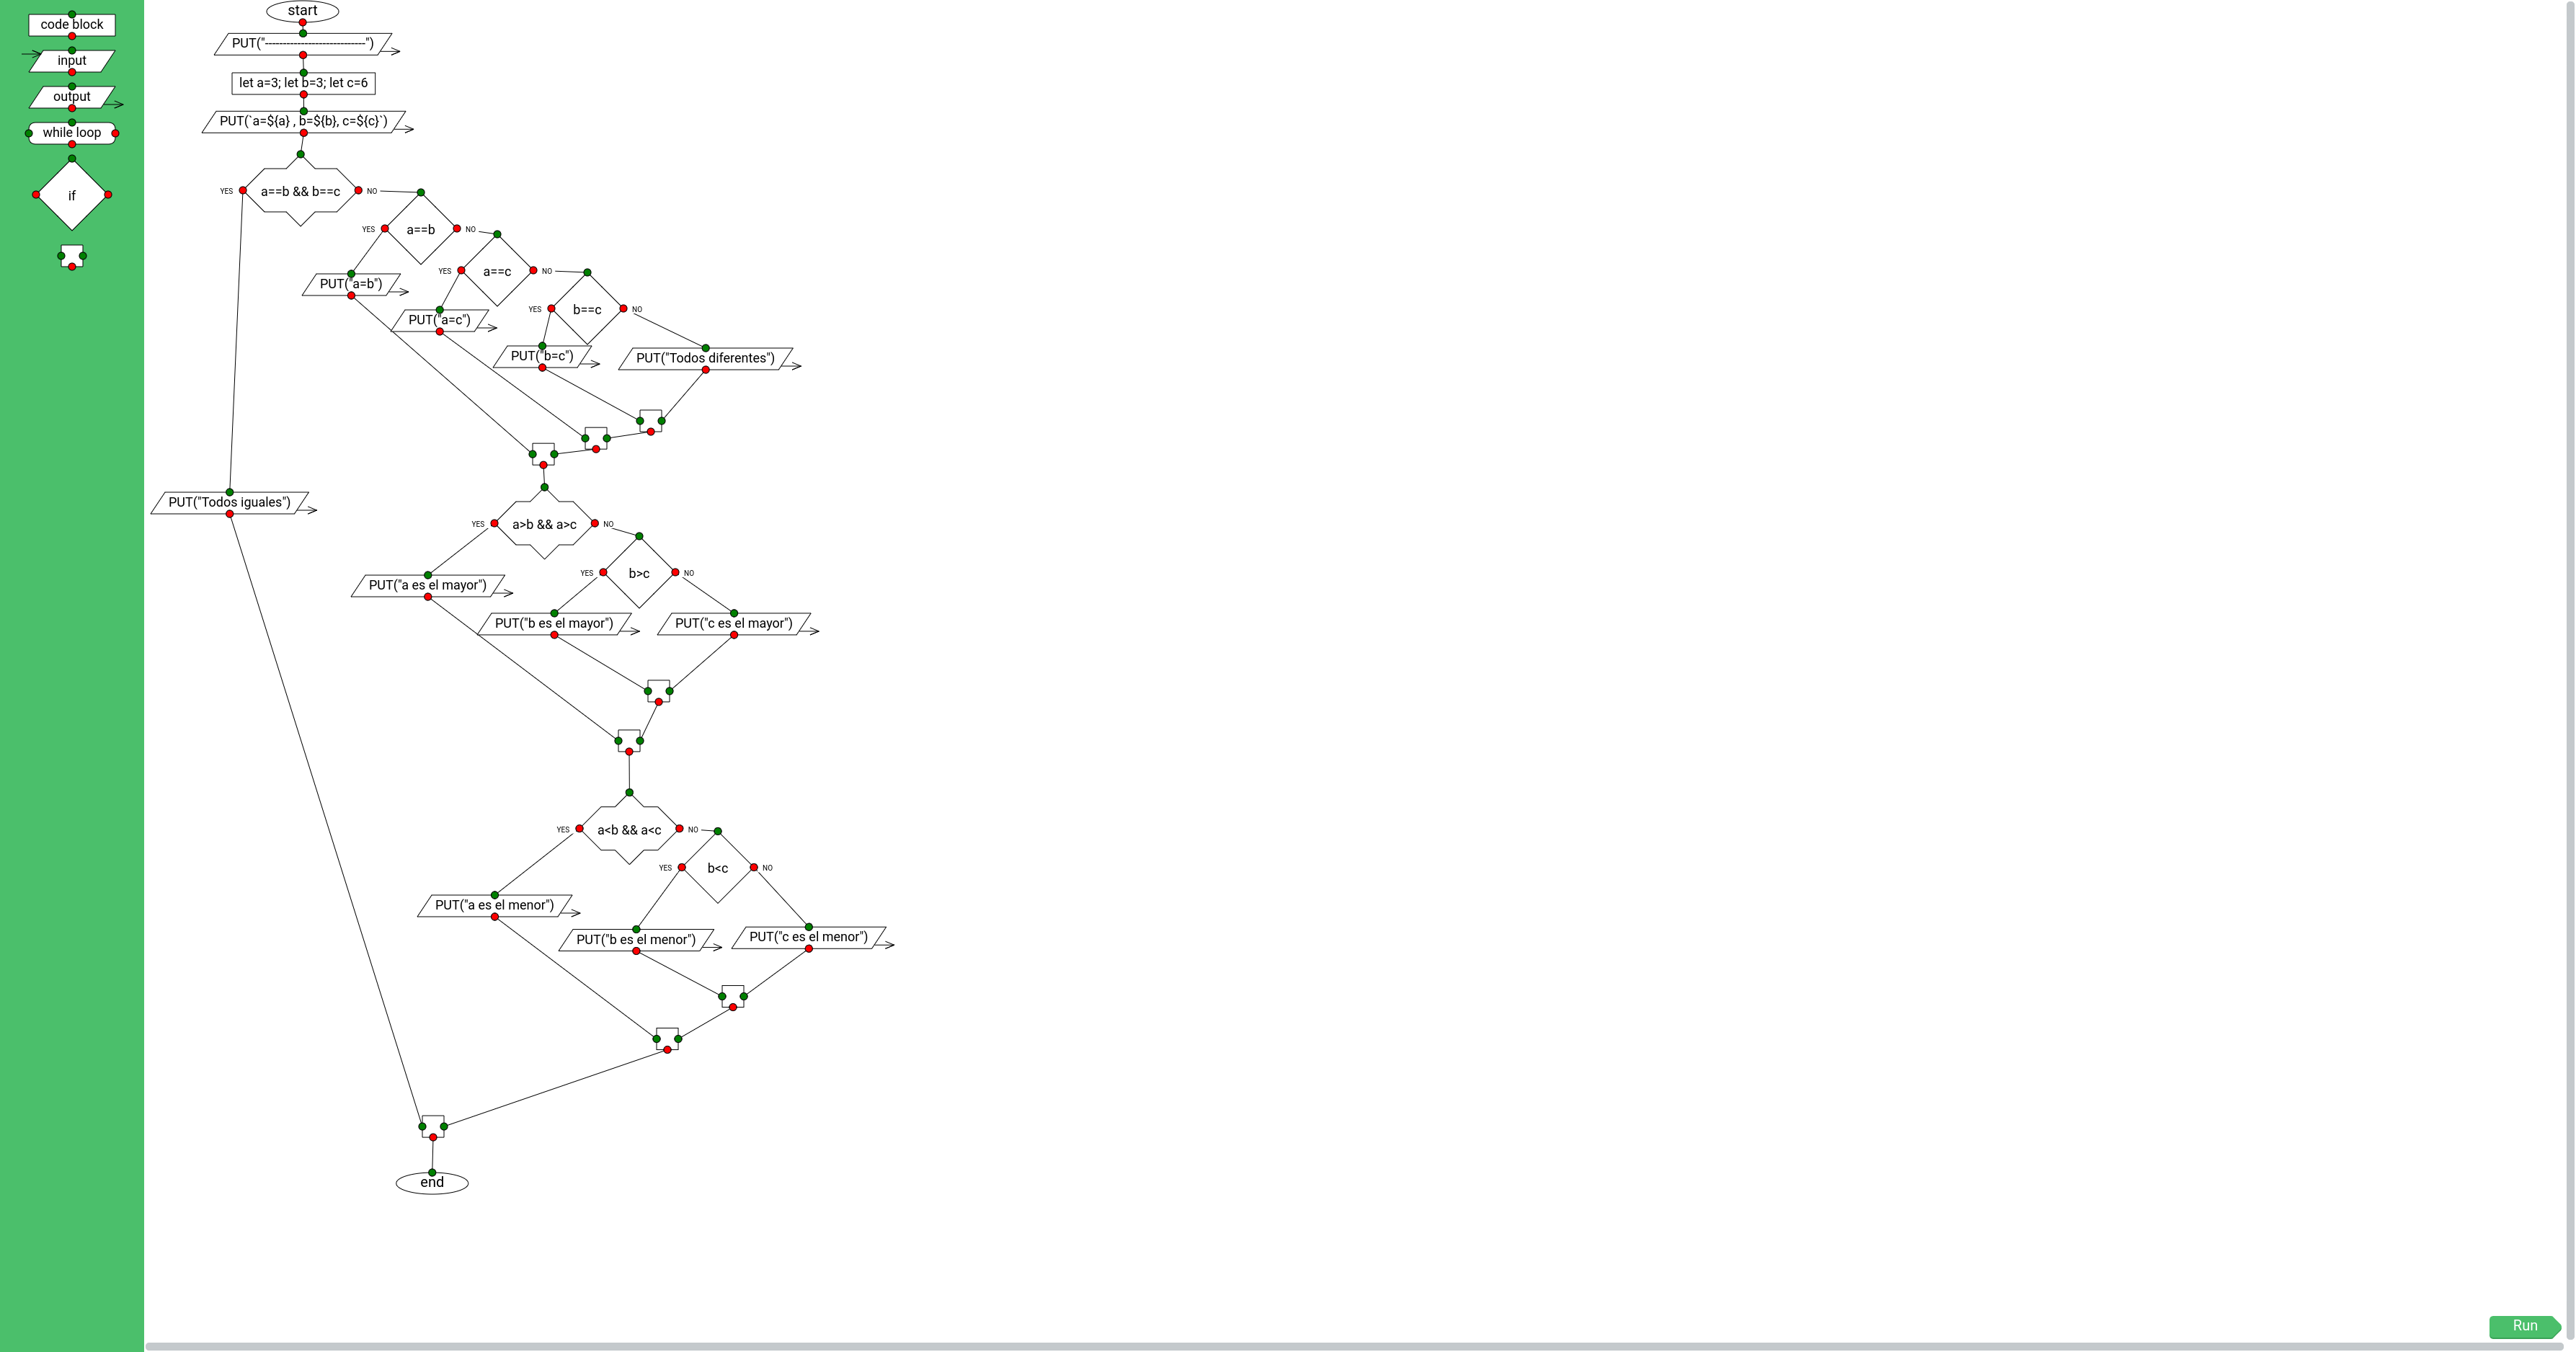 code block
input
output
while loop
if
start
PUT("----------------------------")
let a=3; let b=3; let c=6
PUT(`a=${a} , b=${b}, c=${c}`)
YES
a==b && b==c
NO
YES
a==b
NO
YES
a==c
NO
PUT("a=b")
YES
b==c
NO
PUT("a=c")
PUT("b=c")
PUT("Todos diferentes")
PUT("Todos iguales")
YES
a>b && a>c
NO
YES
b>c
NO
PUT("a es el mayor")
PUT("b es el mayor")
PUT("c es el mayor")
YES
a<b && a<c
NO
YES
b<c
NO
PUT("a es el menor")
PUT("b es el menor")
PUT("c es el menor")
end
Run